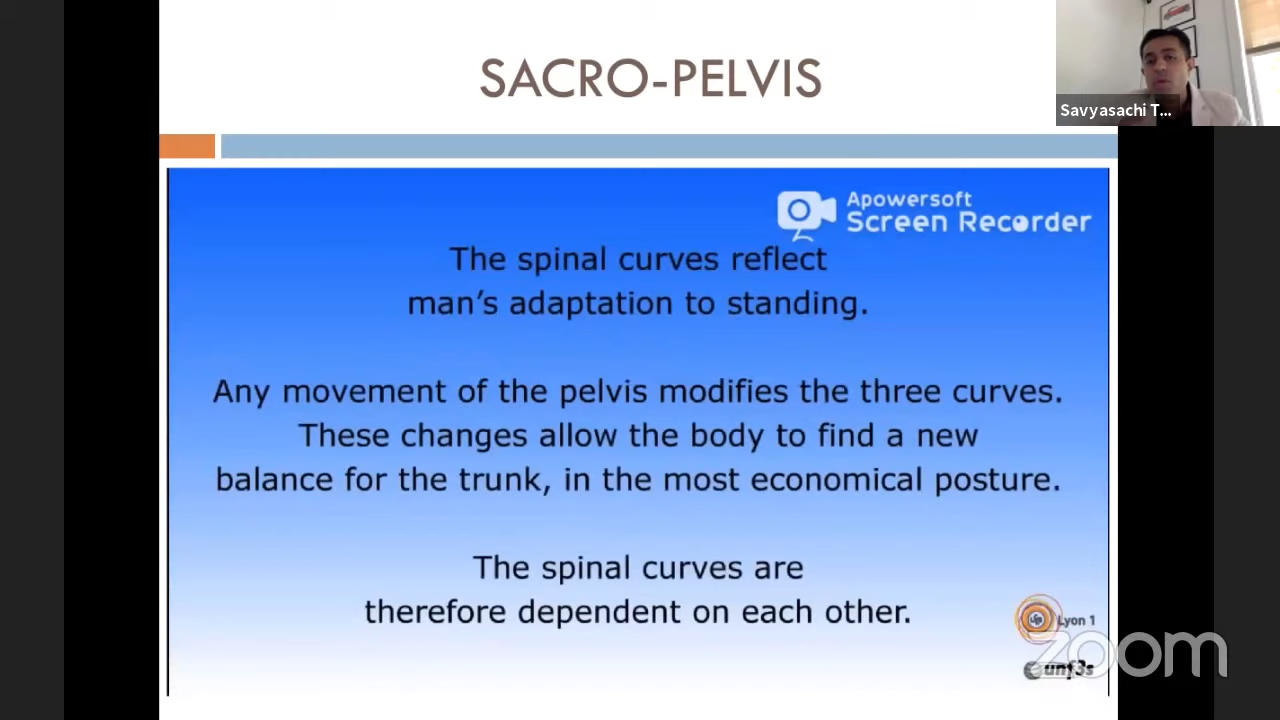 SACRO-PELVIS
Savyasachi T...
Apowersoft
Screen Recorder
The spinal curves reflect
man’s adaptation to standing.
Any movement of the pelvis modifies the three curves.
These changes allow the body to find a new
balance for the trunk, in the most economical posture.
The spinal curves are
therefore dependent on each other.
Lyon 1
zoom
unf3s